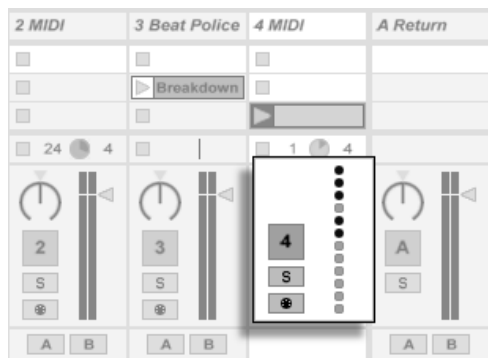 2 MIDI 3 Beat Police 4 MIDI A Return
Breakdown
24 4 1 4
2 3 4 A
S S S S
A B A B A B